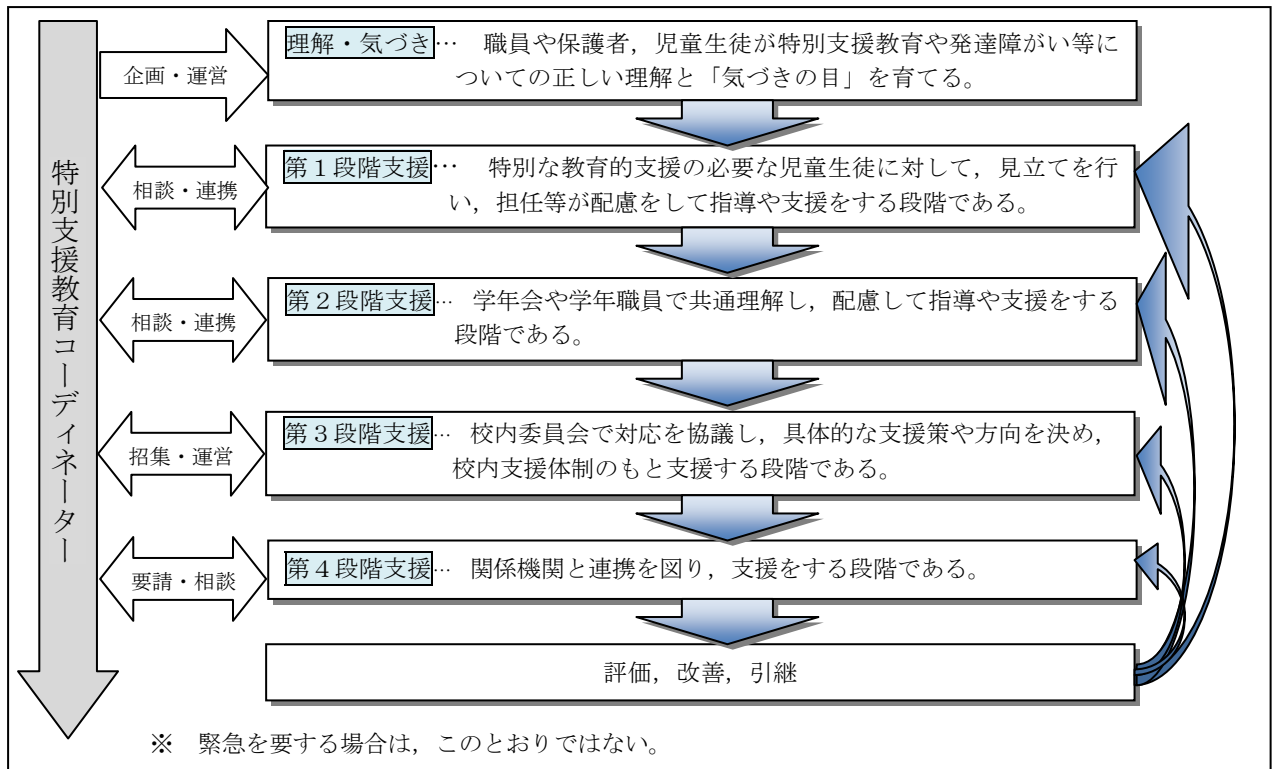 理解・気づき… 職員や保護者，児童生徒が特別支援教育や発達障がい等に
ついての正しい理解と「気づきの目」を育てる。
企画・運営
特別支援教育コーディネーター
第１段階支援… 特別な教育的支援の必要な児童生徒に対して，見立てを行
い，担任等が配慮をして指導や支援をする段階である。
相談・連携
第２段階支援… 学年会や学年職員で共通理解し，配慮して指導や支援をする
段階である。
相談・連携
第３段階支援… 校内委員会で対応を協議し，具体的な支援策や方向を決め，
校内支援体制のもと支援する段階である。
招集・運営
第４段階支援… 関係機関と連携を図り，支援をする段階である。
要請・相談
評価，改善，引継
※ 緊急を要する場合は，このとおりではない。